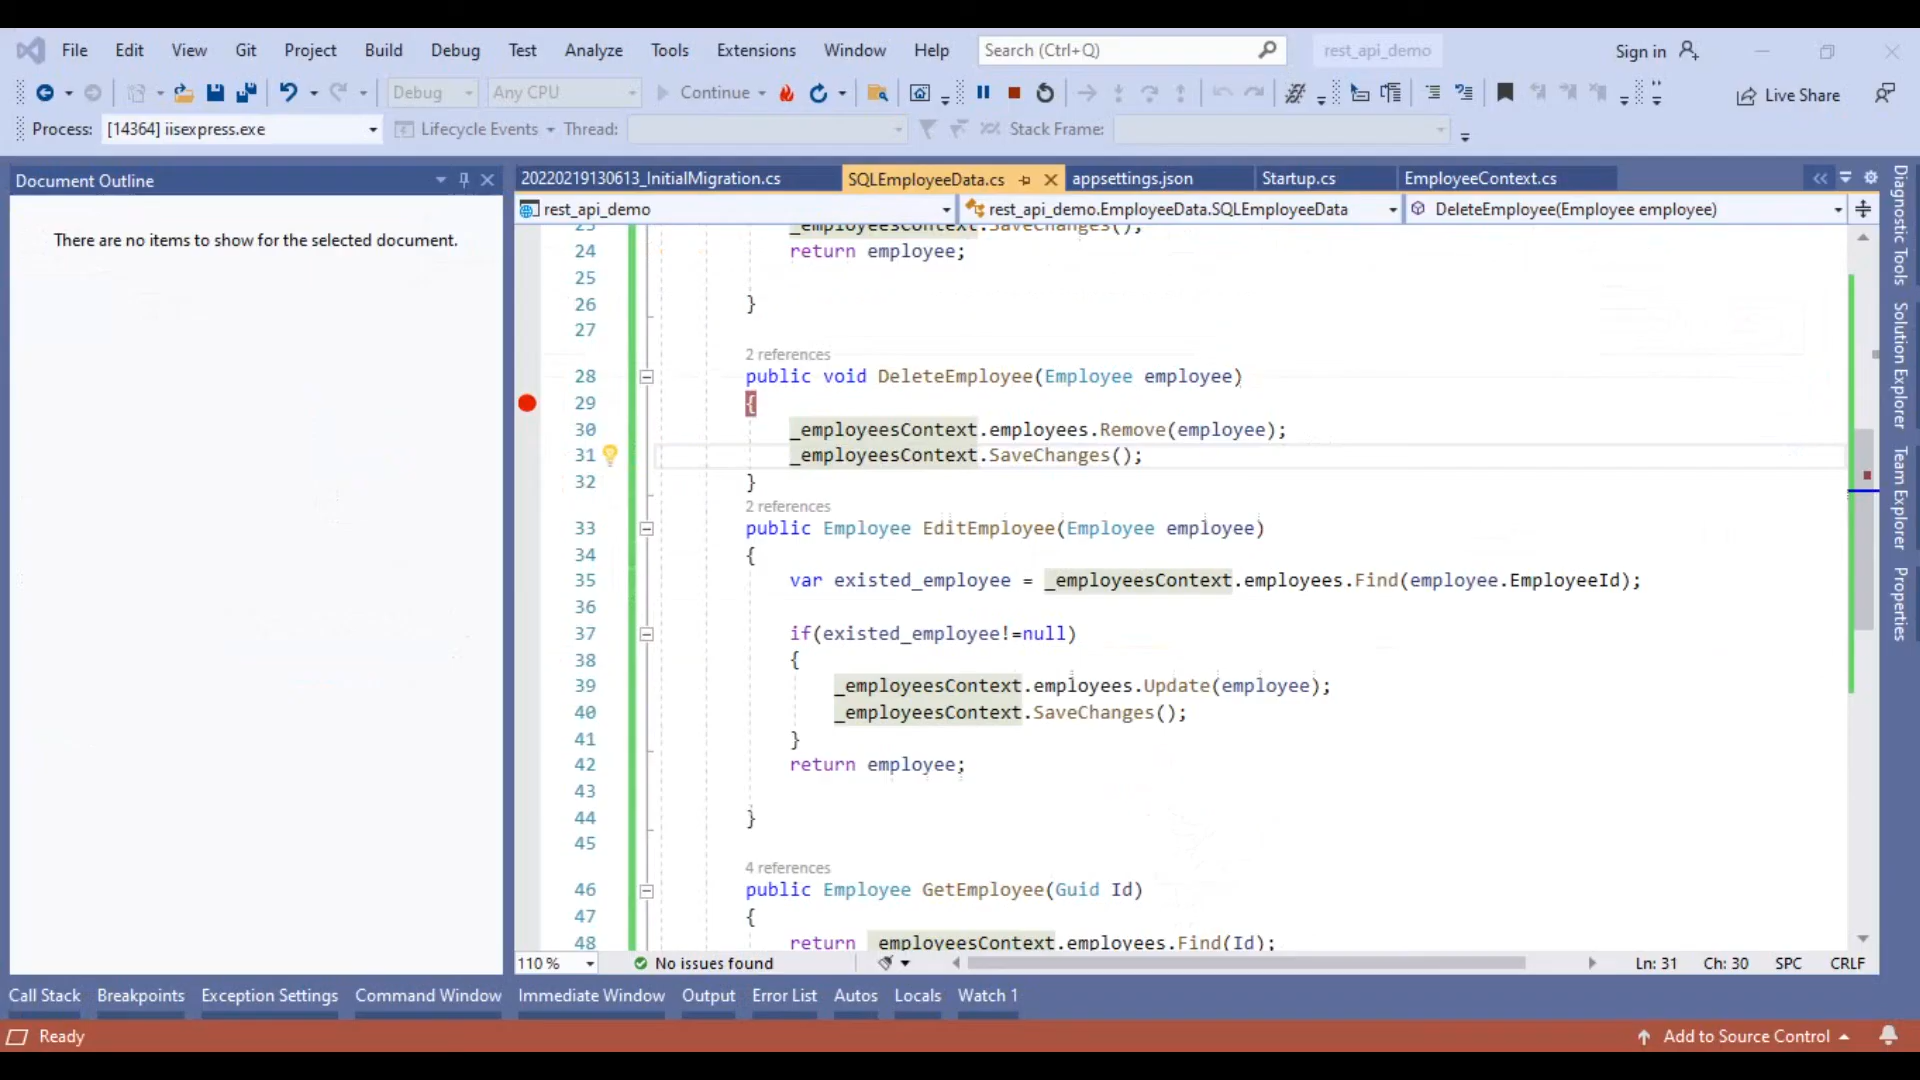 File Edit View Git Project Build Debug Test Analyze Tools Extensions Window Help Search (Ctrl+Q) rest_api_demo Sign in
Debug Any CPU Continue Live Share
Process: [14364] iisexpress.exe Lifecycle Events Thread: Stack Frame:
Document Outline
There are no items to show for the selected document.
20220219130613_InitialMigration.cs SQLEmployeeData.cs appsettings.json Startup.cs EmployeeContext.cs
rest_api_demo rest_api_demo.EmployeeData.SQLEmployeeData DeleteEmployee(Employee employee)
23 _employeesContext.SaveChanges();
24 return employee;
25
26 }
27
2 references
28 public void DeleteEmployee(Employee employee)
29 {
30 _employeesContext.employees.Remove(employee);
31 _employeesContext.SaveChanges();
32 }
2 references
33 public Employee EditEmployee(Employee employee)
34 {
35 var existed_employee = _employeesContext.employees.Find(employee.EmployeeId);
36
37 if(existed_employee!=null)
38 {
39 _employeesContext.employees.Update(employee);
40 _employeesContext.SaveChanges();
41 }
42 return employee;
43
44 }
45
4 references
46 public Employee GetEmployee(Guid Id)
47 {
48 return _employeesContext.employees.Find(Id);
110 % No issues found Ln: 31 Ch: 30 SPC CRLF
Diagnostic Tools
Solution Explorer
Team Explorer
Properties
Call Stack Breakpoints Exception Settings Command Window Immediate Window Output Error List Autos Locals Watch 1
Ready Add to Source Control